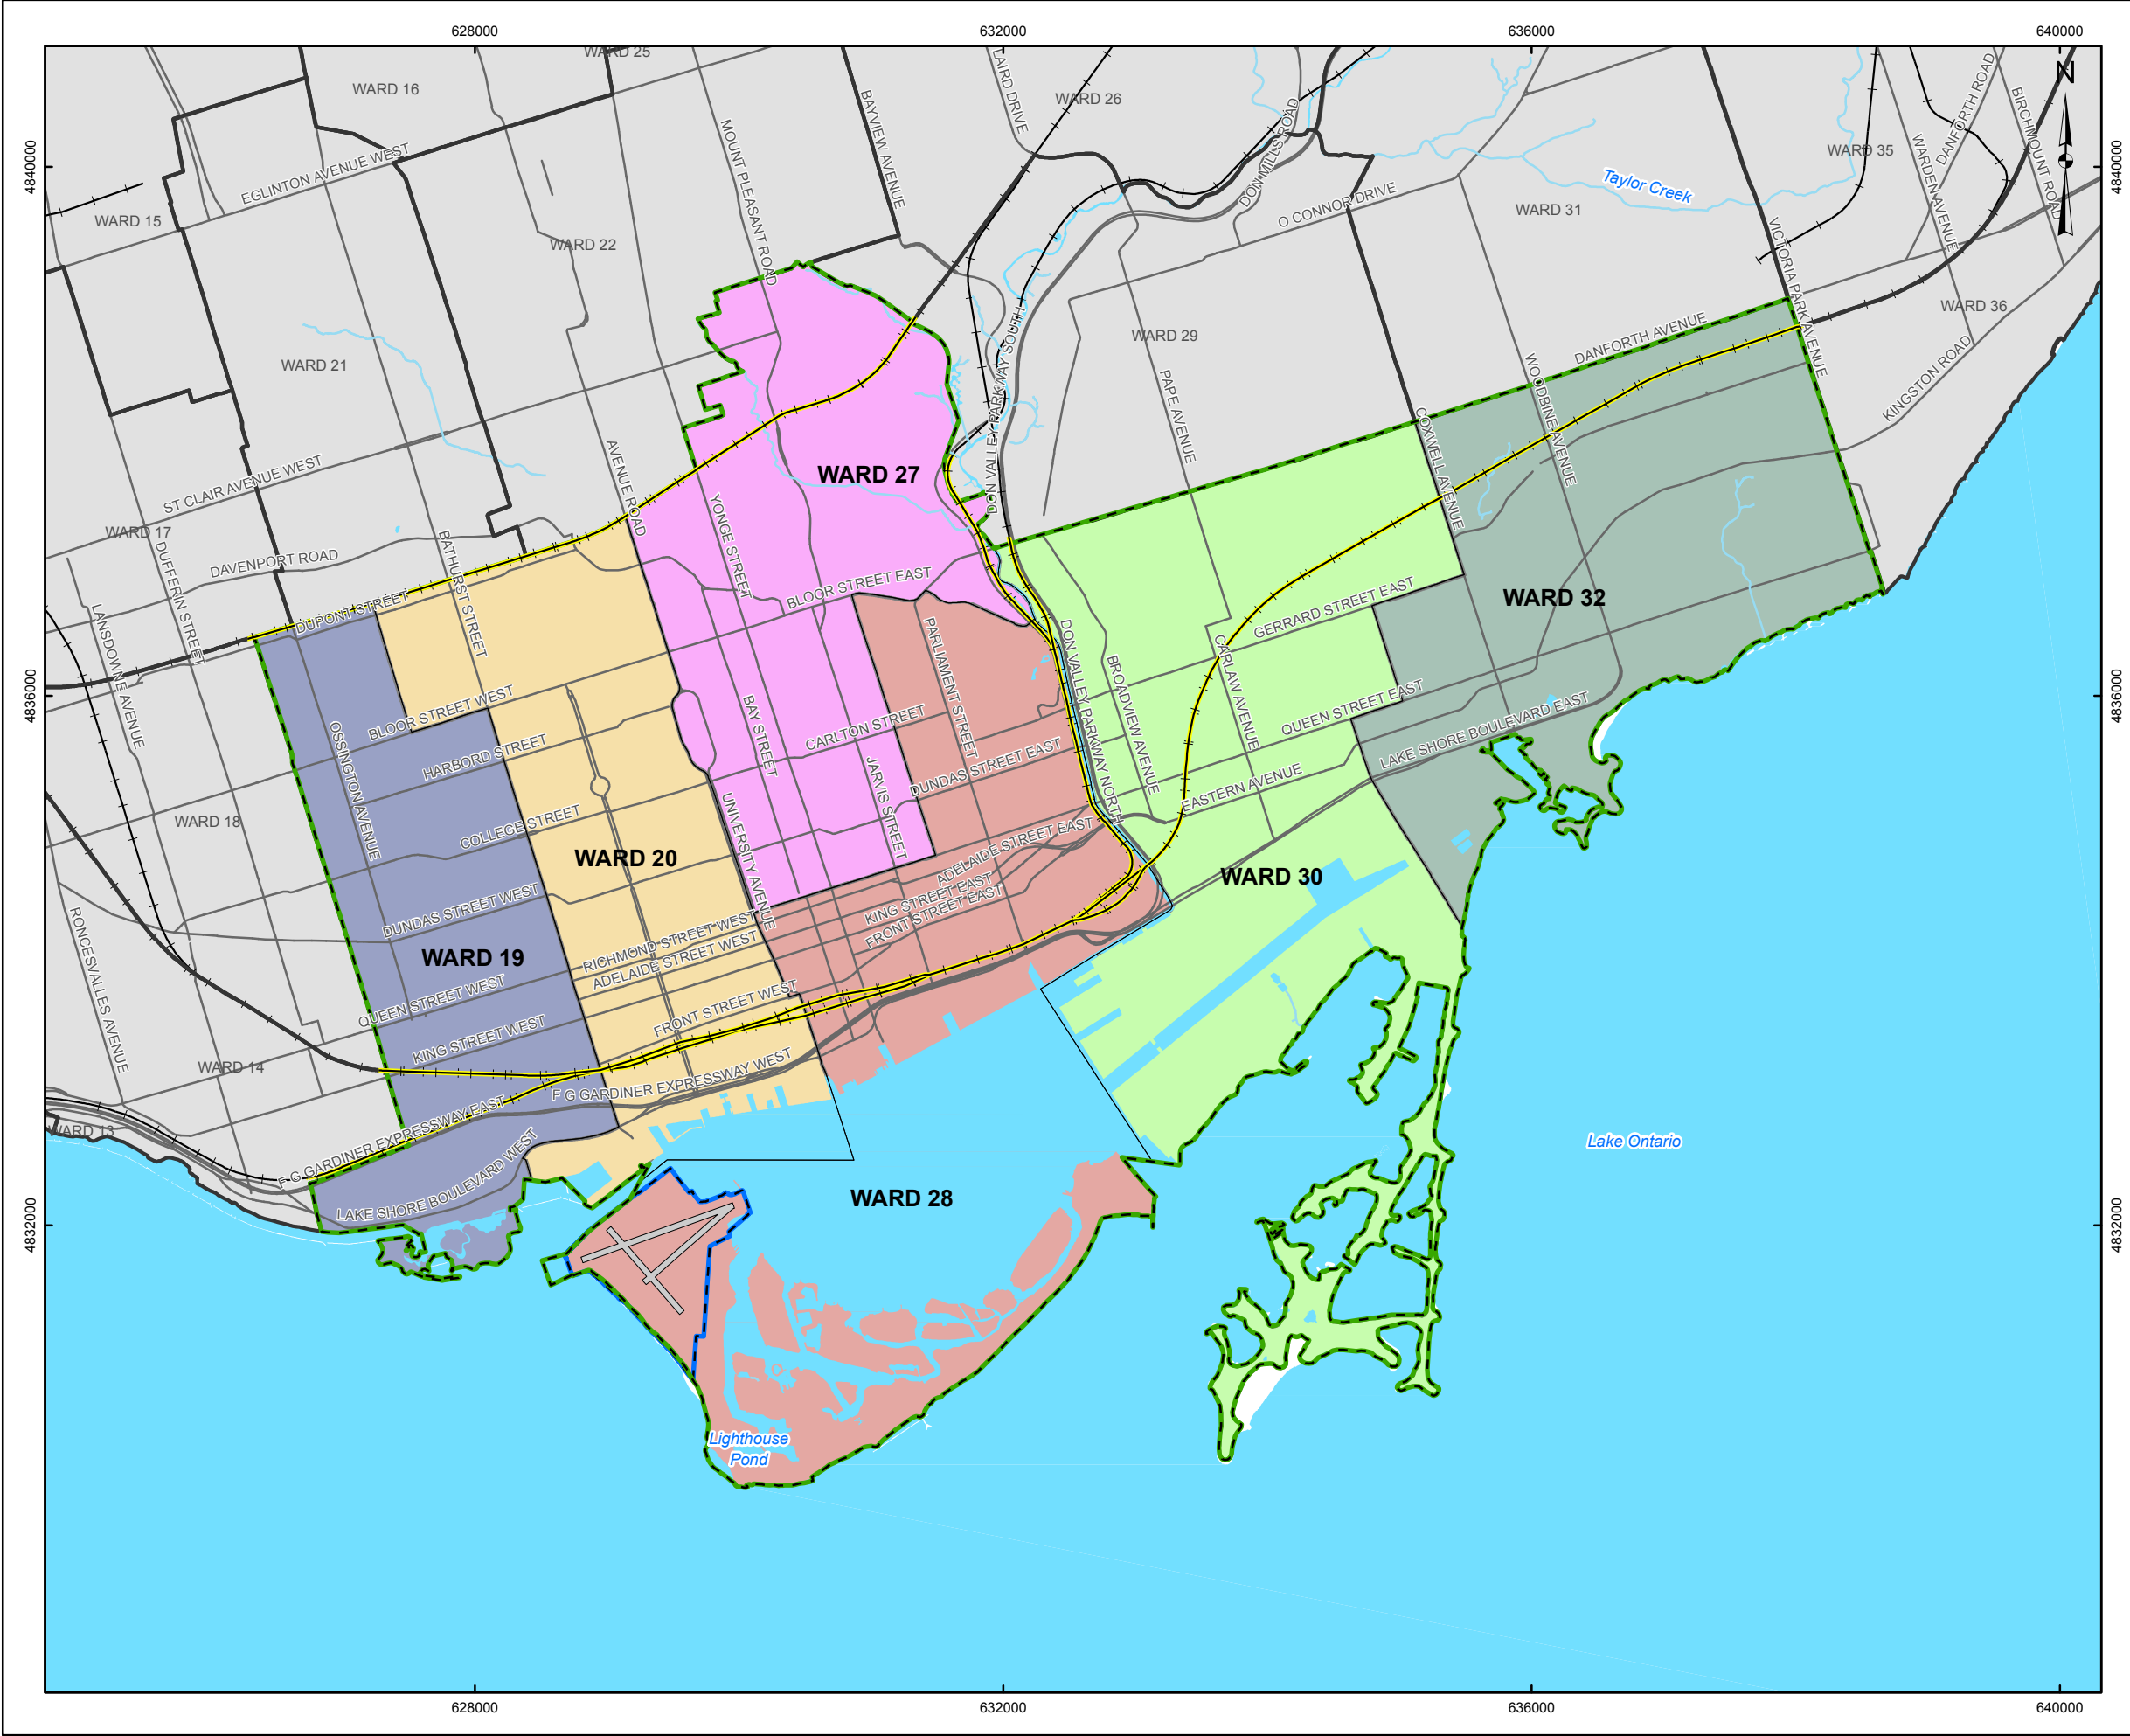 628000
632000
636000
640000
WARD 25
N
WARD 16
WARD 26
LAIRD DRIVE
BAYVIEW AVENUE
MOUNT PLEASANT ROAD
DON MILLS ROAD
DANFORTH ROAD
BIRCHMOUNT ROAD
WARDEN AVENUE
WARD 35
4840000
4840000
EGLINTON AVENUE WEST
Taylor Creek
O CONNOR DRIVE
WARD 31
WARD 15
WARD 22
VICTORIA PARK AVENUE
WARD 36
WARD 29
DON VALLEY PARKWAY SOUTH
DANFORTH AVENUE
WARD 21
KINGSTON ROAD
PAPE AVENUE
WOODBINE AVENUE
COXWELL AVENUE
AVENUE ROAD
WARD 27
ST CLAIR AVENUE WEST
YONGE STREET
WARD 17
DUFFERIN STREET
DAVENPORT ROAD
BATHURST STREET
BLOOR STREET EAST
DUPONT STREET
GERRARD STREET EAST
WARD 32
LANSDOWNE AVENUE
PARLIAMENT STREET
DON VALLEY PARKWAY NORTH
BROADVIEW AVENUE
CARLAW AVENUE
4836000
4836000
BLOOR STREET WEST
OSSINGTON AVENUE
HARBORD STREET
BAY STREET
CARLTON STREET
QUEEN STREET EAST
LAKE SHORE BOULEVARD EAST
JARVIS STREET
DUNDAS STREET EAST
EASTERN AVENUE
WARD 18
COLLEGE STREET
UNIVERSITY AVENUE
WARD 20
ADELAIDE STREET EAST
WARD 30
KING STREET EAST
FRONT STREET EAST
DUNDAS STREET WEST
RONCESVALLES AVENUE
WARD 19
RICHMOND STREET WEST
ADELAIDE STREET WEST
QUEEN STREET WEST
FRONT STREET WEST
KING STREET WEST
WARD 14
F G GARDINER EXPRESSWAY WEST
WARD 13
F G GARDINER EXPRESSWAY EAST
Lake Ontario
LAKE SHORE BOULEVARD WEST
WARD 28
4832000
4832000
Lighthouse
Pond
628000
632000
636000
640000